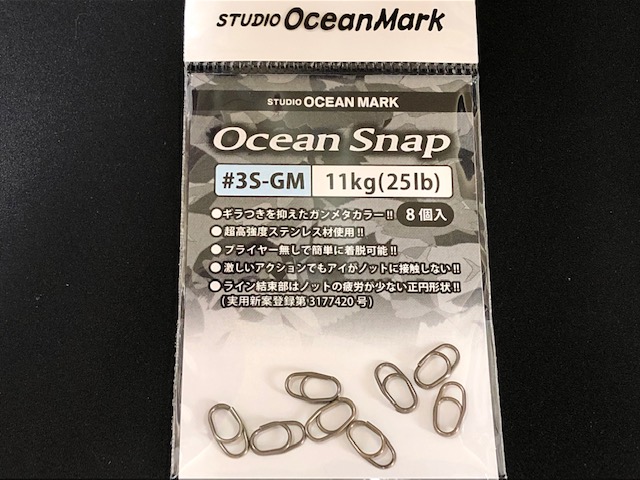 STUDIO OceanMark
STUDIO OCEAN MARK
Ocean Snap
#3S-GM 11kg(25lb)
●ギラつきを抑えたガンメタカラー!! 8個入
●超高強度ステンレス材使用!!
●プライヤー無しで簡単に着脱可能!!
●激しいアクションでもアイがノットに接触しない!!
●ライン結束部はノットの疲労が少ない正円形状!!
(実用新案登録第3177420号)